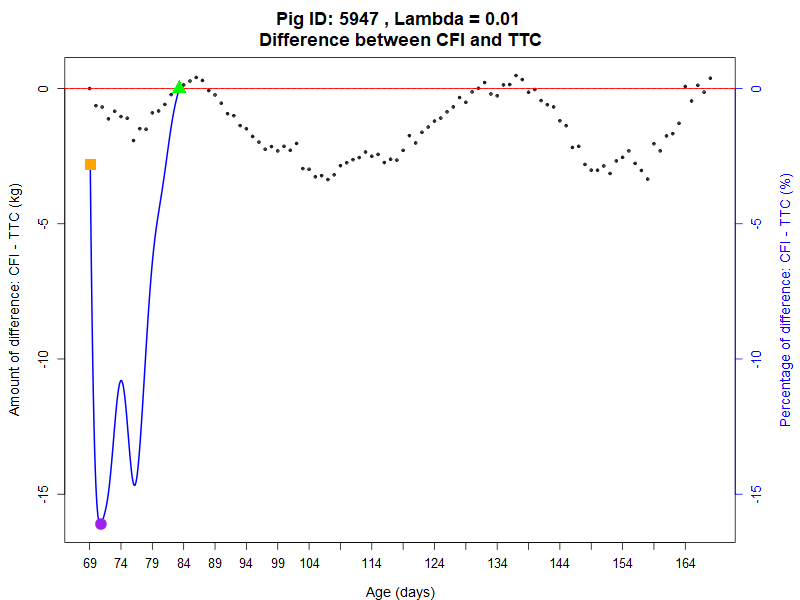 Pig ID: 5947 , Lambda = 0.01
Difference between CFI and TTC
Amount of difference: CFI - TTC (kg)
0
-5
-10
-15
Percentage of difference: CFI - TTC (%)
0
-5
-10
-15
69 74 79 84 89 94 99 104 114 124 134 144 154 164
Age (days)